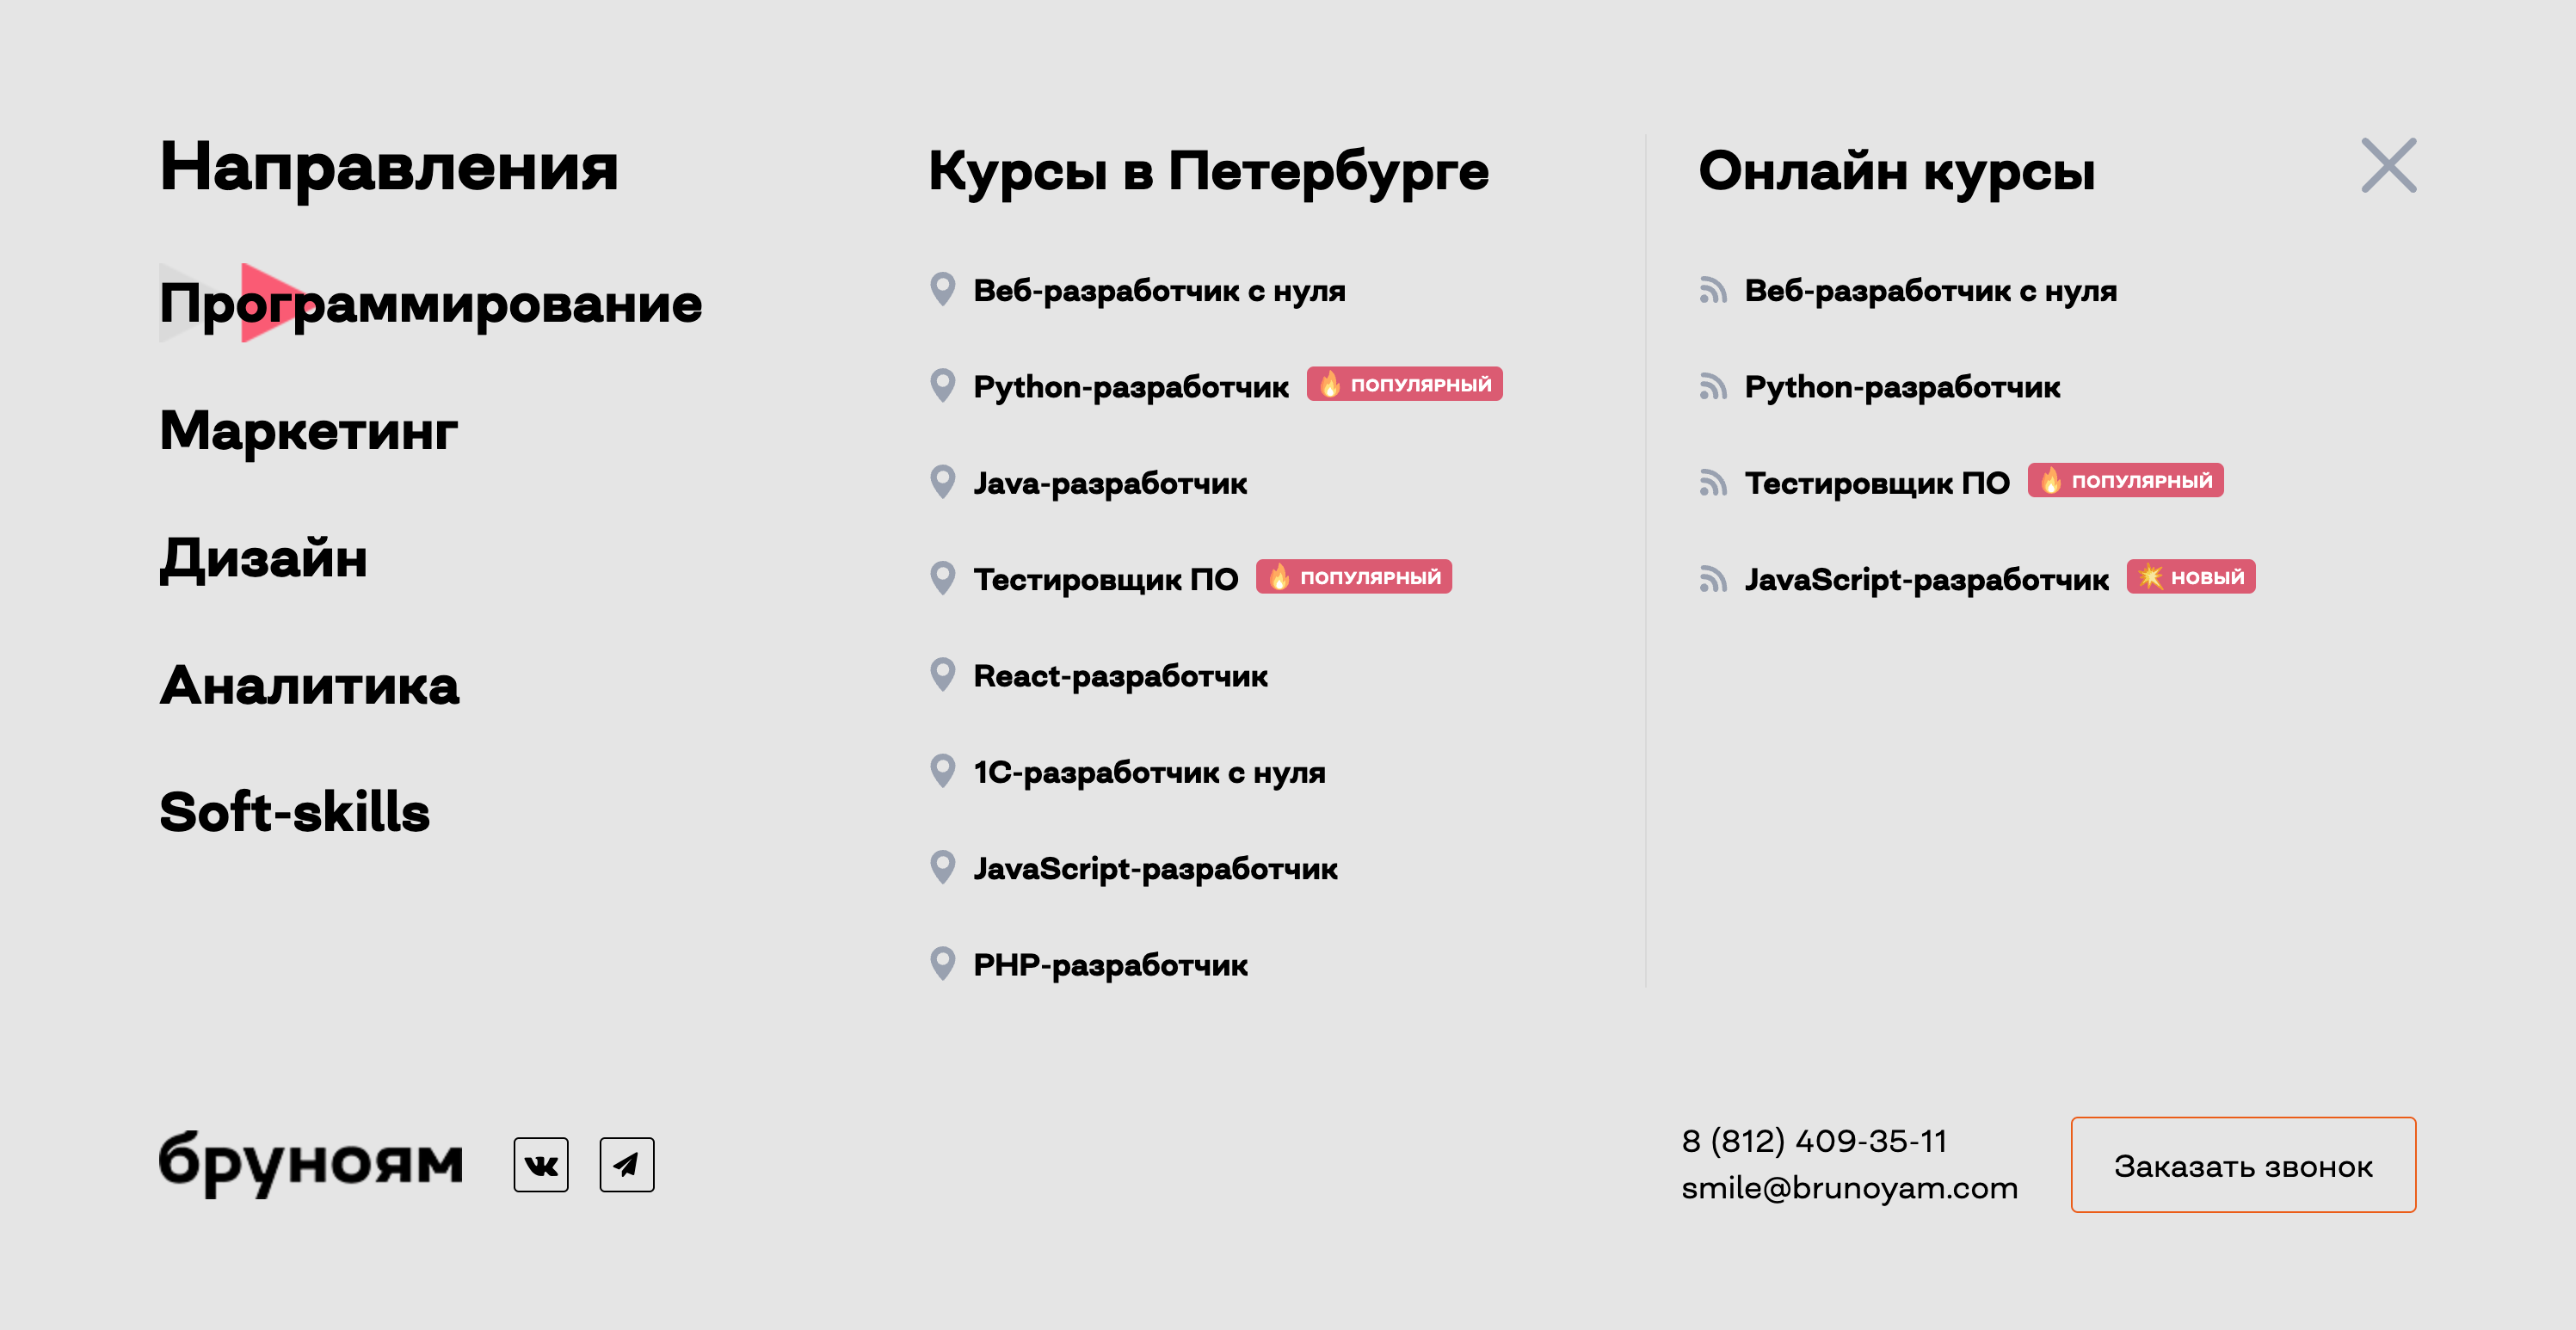 Направления
Программирование
Маркетинг
Дизайн
Аналитика
Soft-skills
Курсы в Петербурге
Веб-разработчик с нуля
Python-разработчик ПОПУЛЯРНЫЙ
Java-разработчик
Тестировщик ПО ПОПУЛЯРНЫЙ
React-разработчик
1С-разработчик с нуля
JavaScript-разработчик
PHP-разработчик
Онлайн курсы
Веб-разработчик с нуля
Python-разработчик
Тестировщик ПО ПОПУЛЯРНЫЙ
JavaScript-разработчик НОВЫЙ
бруноям
8 (812) 409-35-11
smile@brunoyam.com
Заказать звонок